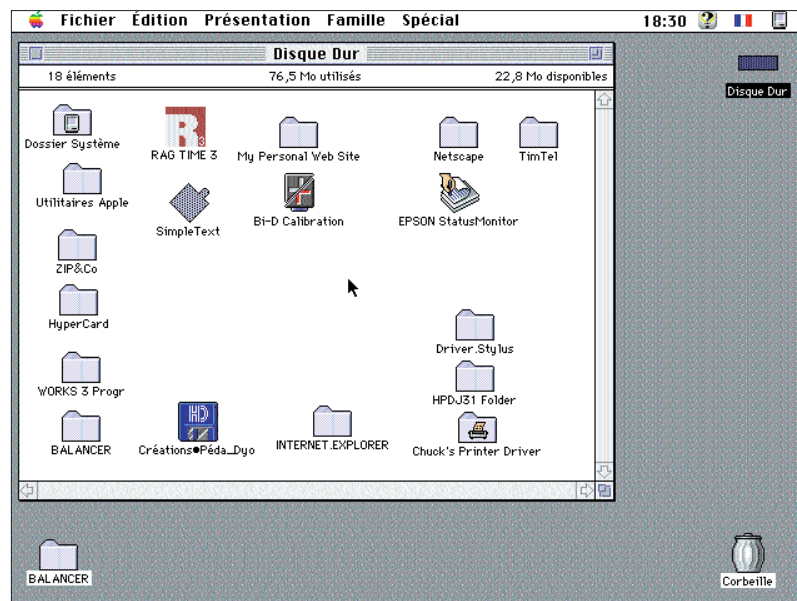 Fichier Édition Présentation Famille Spécial 18:30
Disque Dur
18 éléments 76,5 Mo utilisés 22,8 Mo disponibles
Disque Dur
Dossier Système
RAG TIME 3
My Personal Web Site
Netscape
TimTel
Utilitaires Apple
SimpleText
Bi-D Calibration
EPSON StatusMonitor
ZIP&Co
HyperCard
Driver.Stylus
WORKS 3 Progr
HPDJ31 Folder
BALANCER
Créations•Péda_Dyo
INTERNET.EXPLORER
Chuck's Printer Driver
BALANCER
Corbeille